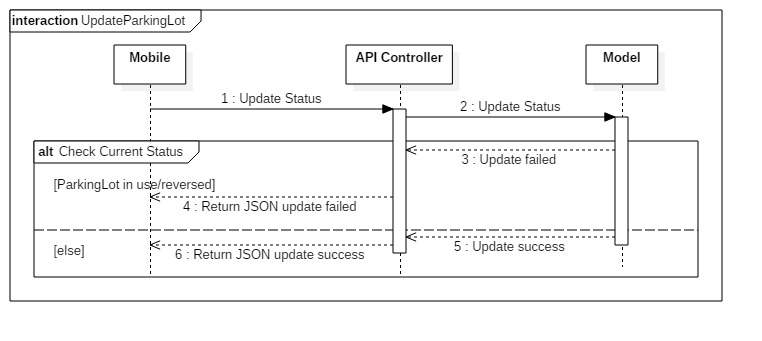 interaction UpdateParkingLot
Mobile
API Controller
Model
1 : Update Status
2 : Update Status
alt Check Current Status
3 : Update failed
[ParkingLot in use/reversed]
4 : Return JSON update failed
5 : Update success
[else]
6 : Return JSON update success